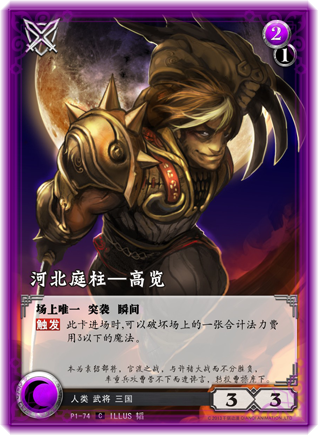 2
1
河北庭柱—高览
场上唯一 突袭 瞬间
触发 此卡进场时,可以破坏场上的一张合计法力费
用3以下的魔法。
本为袁绍部将，官渡之战，与许褚大战而不分胜负，
人类 武将 三国
P1-74 C ILLUS 韬
3 3